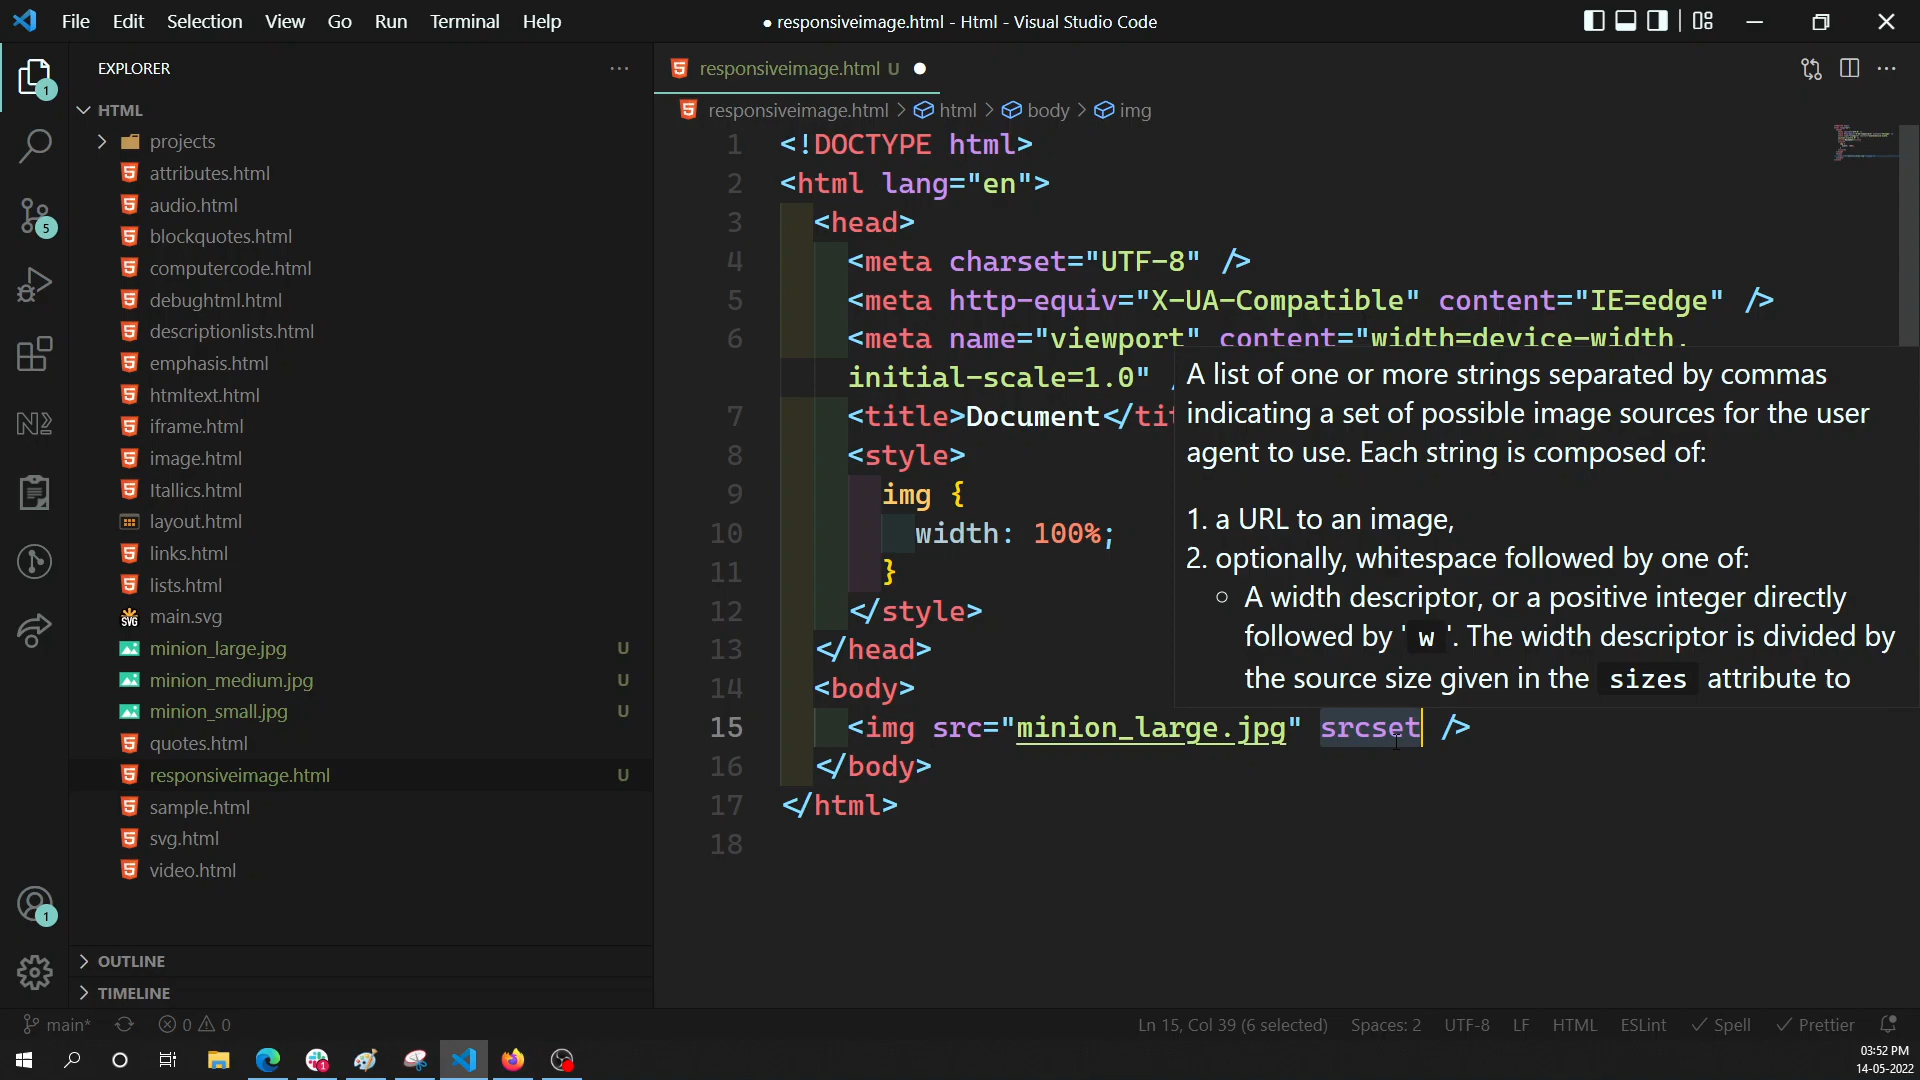 File Edit Selection View Go Run Terminal Help
● responsiveimage.html - Html - Visual Studio Code
EXPLORER
HTML
projects
attributes.html
audio.html
blockquotes.html
computercode.html
debughtml.html
descriptionlists.html
emphasis.html
htmltext.html
iframe.html
image.html
Itallics.html
layout.html
links.html
lists.html
main.svg
minion_large.jpg U
minion_medium.jpg U
minion_small.jpg U
quotes.html
responsiveimage.html U
sample.html
svg.html
video.html
OUTLINE
TIMELINE
1
5
1
responsiveimage.html U
responsiveimage.html > html > body > img
1 <!DOCTYPE html>
2 <html lang="en">
3 <head>
4 <meta charset="UTF-8" />
5 <meta http-equiv="X-UA-Compatible" content="IE=edge" />
6 <meta name="viewport" content="width=device-width,
initial-scale=1.0" /
7 <title>Document</tit
8 <style>
9 img {
10 width: 100%;
11 }
12 </style>
13 </head>
14 <body>
15 <img src="minion_large.jpg" srcset />
16 </body>
17 </html>
18
A list of one or more strings separated by commas
indicating a set of possible image sources for the user
agent to use. Each string is composed of:
1. a URL to an image,
2. optionally, whitespace followed by one of:
○ A width descriptor, or a positive integer directly
followed by 'w'. The width descriptor is divided by
the source size given in the sizes attribute to
main* 0 0
Ln 15, Col 39 (6 selected) Spaces: 2 UTF-8 LF HTML ESLint ✓ Spell ✓ Prettier
1
03:52 PM
14-05-2022